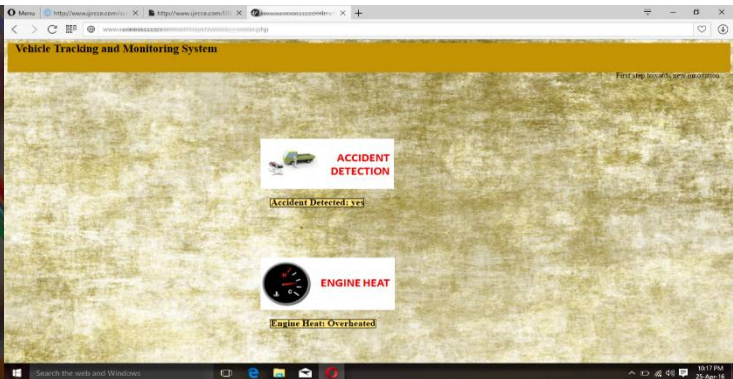 Menu
http://www.ijrcce.com/
http://www.ijrcce.com/
Vehicle Tracking and Monitoring System
First step towards new innovation
ACCIDENT
DETECTION
Accident Detected: yes
H
C
ENGINE HEAT
Engine Heat: Overheated
Search the web and Windows
10:17 PM
25-Apr-16